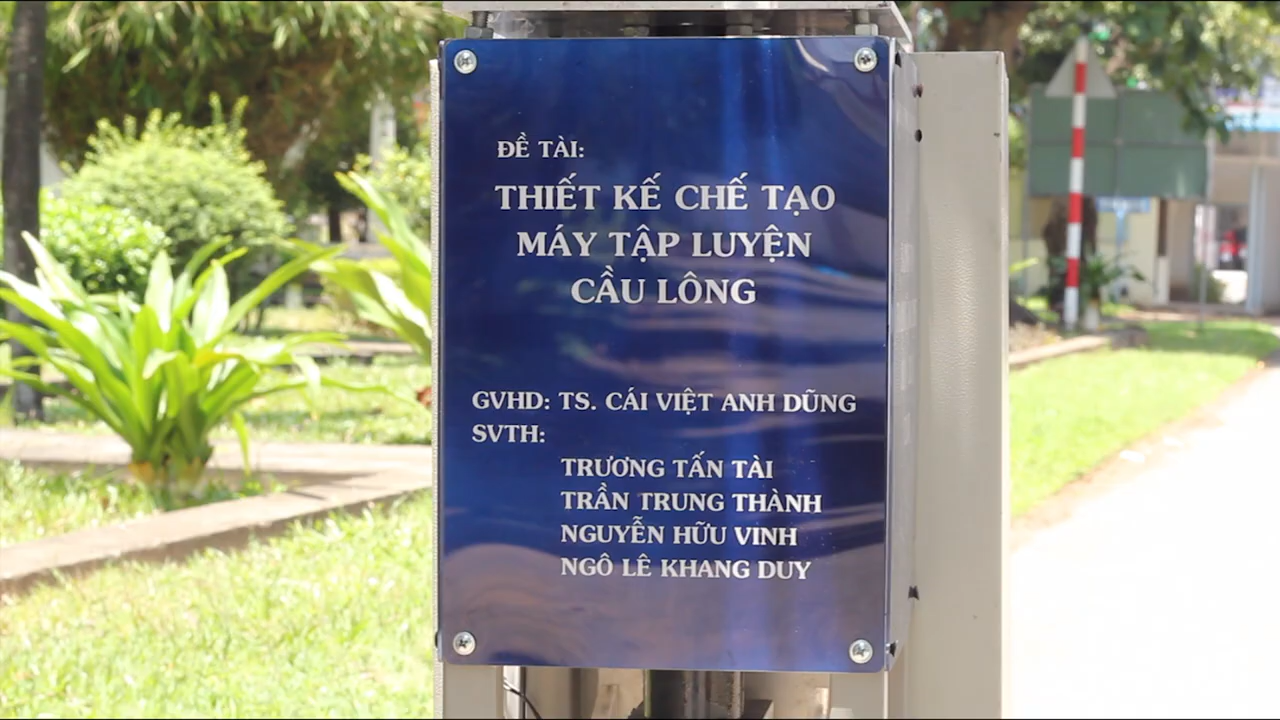 ĐỀ TÀI:
THIẾT KẾ CHẾ TẠO
MÁY TẬP LUYỆN
CẦU LÔNG
GVHD: TS. CÁI VIỆT ANH DŨNG
SVTH:
TRƯƠNG TẤN TÀI
TRẦN TRUNG THÀNH
NGUYỄN HỮU VINH
NGÔ LÊ KHANG DUY